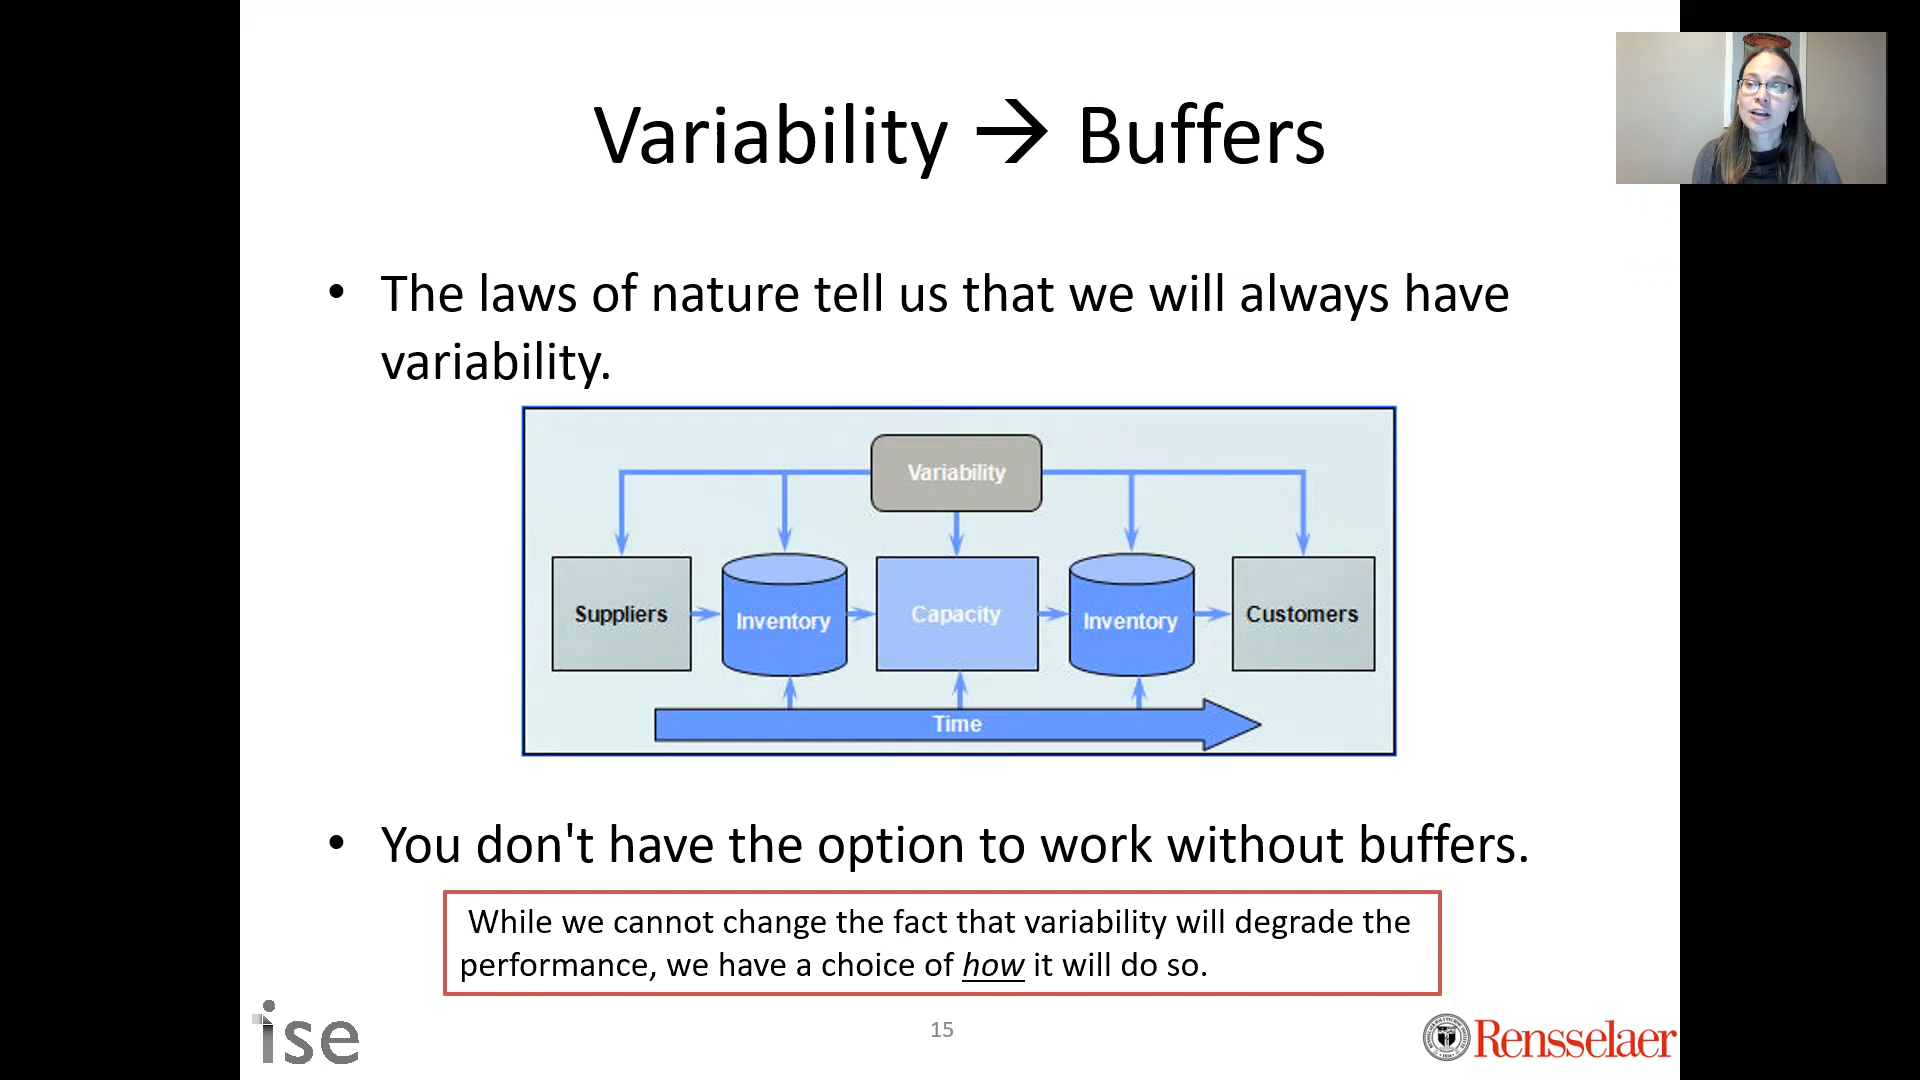 Variability → Buffers
• The laws of nature tell us that we will always have
variability.
Variability
Suppliers
Inventory
Capacity
Inventory
Customers
Time
• You don't have the option to work without buffers.
While we cannot change the fact that variability will degrade the
performance, we have a choice of how it will do so.
ise
15
Rensselaer